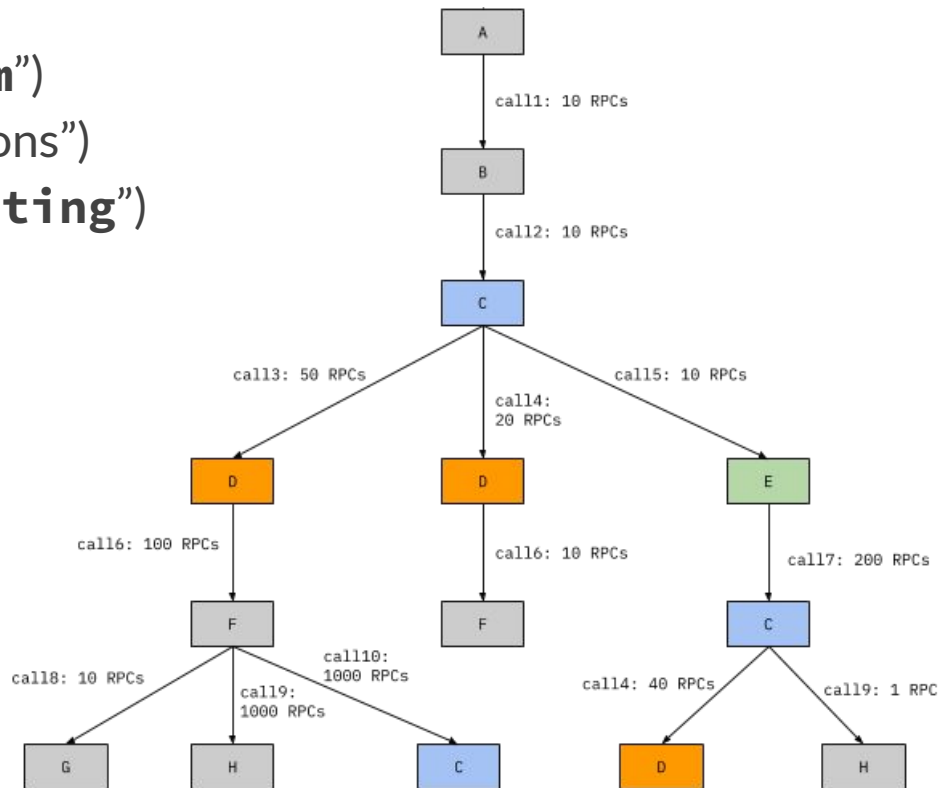 A
m”)
call1: 10 RPCs
ons”)
B
ting”)
call2: 10 RPCs
C
call3: 50 RPCs
call4:
20 RPCs
call5: 10 RPCs
D
D
E
call6: 100 RPCs
call6: 10 RPCs
call7: 200 RPCs
F
F
C
call8: 10 RPCs
call9:
1000 RPCs
call10:
1000 RPCs
call4: 40 RPCs
call9: 1 RPC
G
H
C
D
H